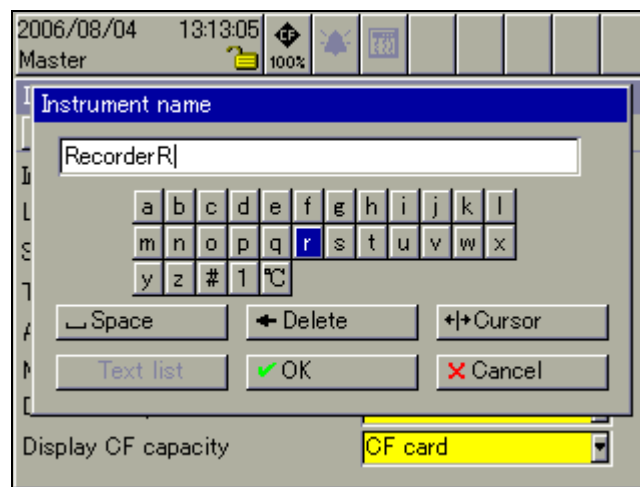 2006/08/04 13:13:05
Master
CF
100%
Instrument name
RecorderR
a b c d e f g h i j k l
m n o p q r s t u v w x
y z # 1 ℃
Space Delete Cursor
Text list OK Cancel
Display CF capacity CF card